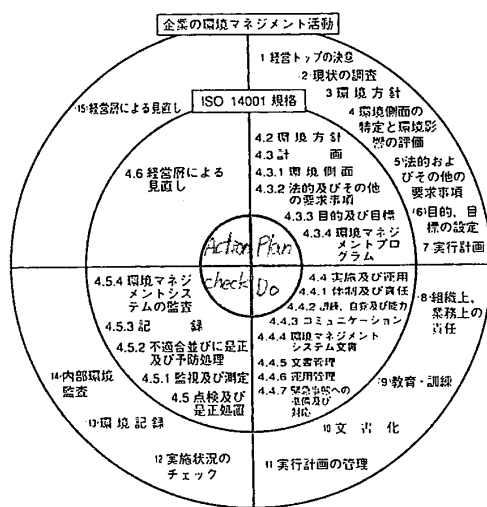 企業の環境マネジメント活動
1 経営トップの決意
2 現状の調査
3 環境方針
4 環境側面の
特定と環境影
響の評価
5 法的およ
びその他の
要求事項
6 目的、目
標の設定
7 実行計画
15 経営層による見直し
ISO 14001 規格
4.2 環境方針
4.3 計画
4.3.1 環境側面
4.3.2 法的及びその他
の要求事項
4.3.3 目的及び目標
4.3.4 環境マネ
ジメントプロ
グラム
4.6 経営層による
見直し
Action Plan
check Do
4.5.4 環境マネジ
メントシス
テムの監査
4.5.3 記録
4.5.2 不適合並びに是正
及び予防処理
4.5.1 監視及び測定
4.5 点検及び
是正処置
4.4 実施及び運用
4.4.1 体制及び責任
4.4.2 訓練、自覚及び能力
4.4.3 コミュニケーション
4.4.4 環境マネジメント
システム文書
4.4.5 文書管理
4.4.6 運用管理
4.4.7 緊急事態への
準備及び
対応
8 組織上、
業務上の
責任
9 教育・訓練
10 文書化
11 実行計画の管理
12 実施状況の
チェック
13 環境記録
14 内部環境
監査